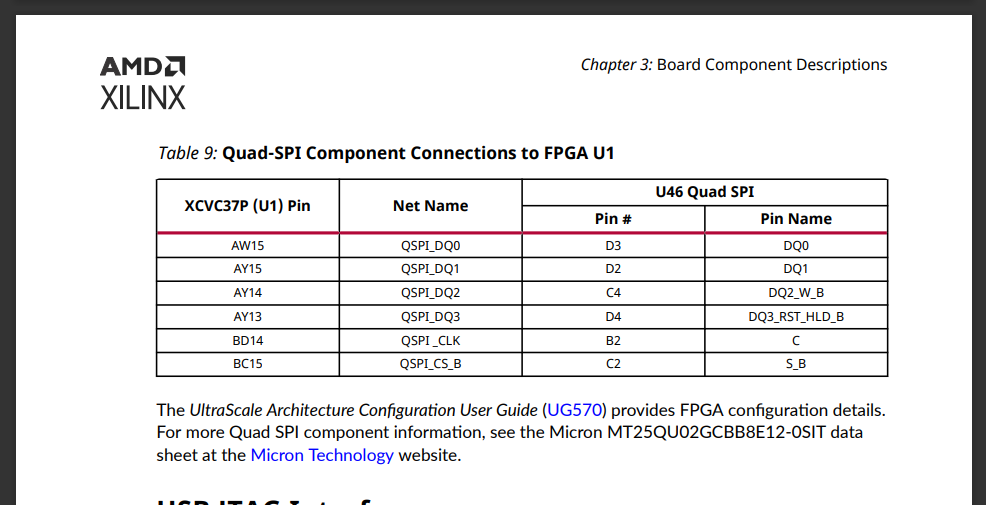 AMD
XILINX
Chapter 3: Board Component Descriptions
Table 9: Quad-SPI Component Connections to FPGA U1
XCVC37P (U1) Pin Net Name U46 Quad SPI
Pin # Pin Name
AW15 QSPI_DQ0 D3 DQ0
AY15 QSPI_DQ1 D2 DQ1
AY14 QSPI_DQ2 C4 DQ2_W_B
AY13 QSPI_DQ3 D4 DQ3_RST_HLD_B
BD14 QSPI _CLK B2 C
BC15 QSPI_CS_B C2 S_B
The UltraScale Architecture Configuration User Guide (UG570) provides FPGA configuration details.
For more Quad SPI component information, see the Micron MT25QU02GCBB8E12-0SIT data
sheet at the Micron Technology website.